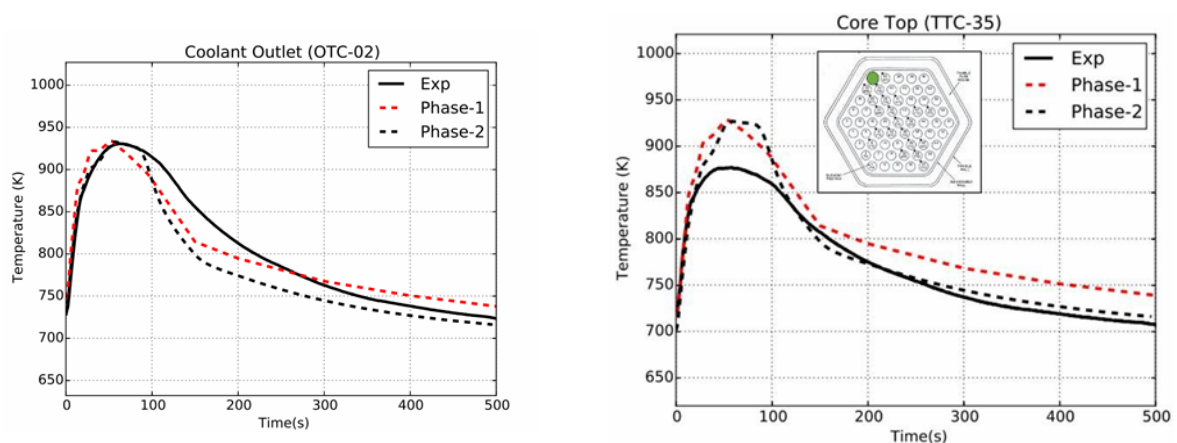 Coolant Outlet (OTC-02)
1000
950
900
850
800
750
700
650
Temperature (K)
Exp
Phase-1
Phase-2
0 100 200 300 400 500
Time(s)
Core Top (TTC-35)
1000
950
900
850
800
750
700
650
Temperature (K)
Exp
Phase-1
Phase-2
0 100 200 300 400 500
Time(s)